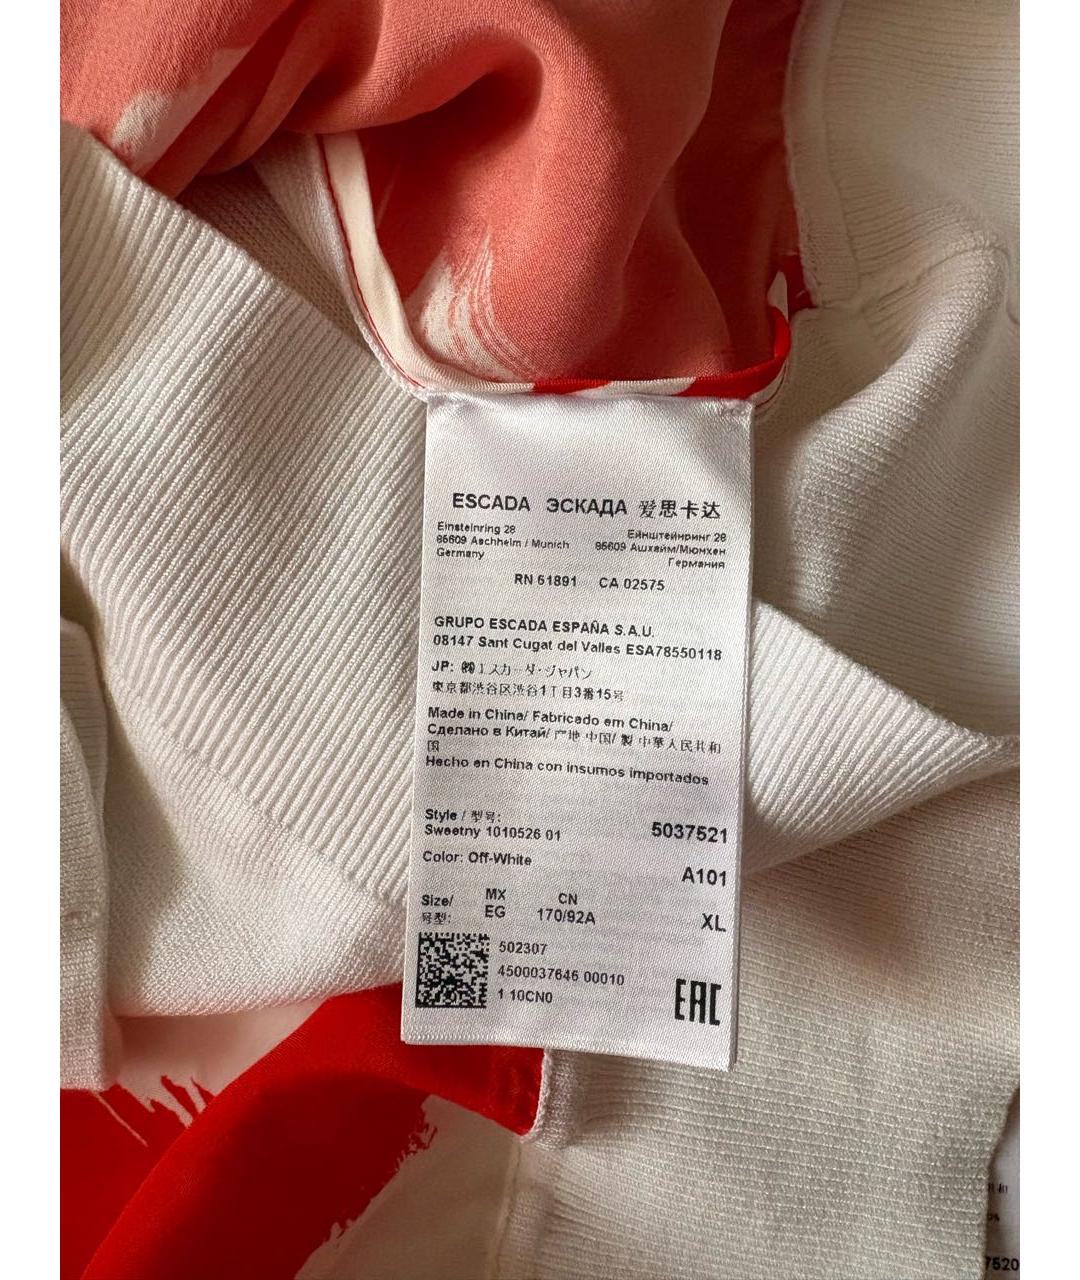 ESCADA ЭСКАДА 爱思卡达
Einsteinring 28
85609 Aschheim / Munich
Germany
Ейнштейнринг 28
85609 Ашхайм/Мюнхен
Германия
RN 61891 CA 02575
GRUPO ESCADA ESPAÑA S.A.U.
08147 Sant Cugat del Valles ESA78550118
JP: ㈱エスカーダ・ジャパン
東京都渋谷区渋谷1丁目3番15号
Made in China/ Fabricado em China/
Сделано в Китай/ 产地 中国/ 製 中華人民共和
国
Hecho en China con insumos importados
Style / 型号:
Sweetny 1010526 01 5037521
Color: Off-White A101
Size/ MX CN
号型: EG 170/92A XL
502307
4500037646 00010
1 10CN0
EAC
7520